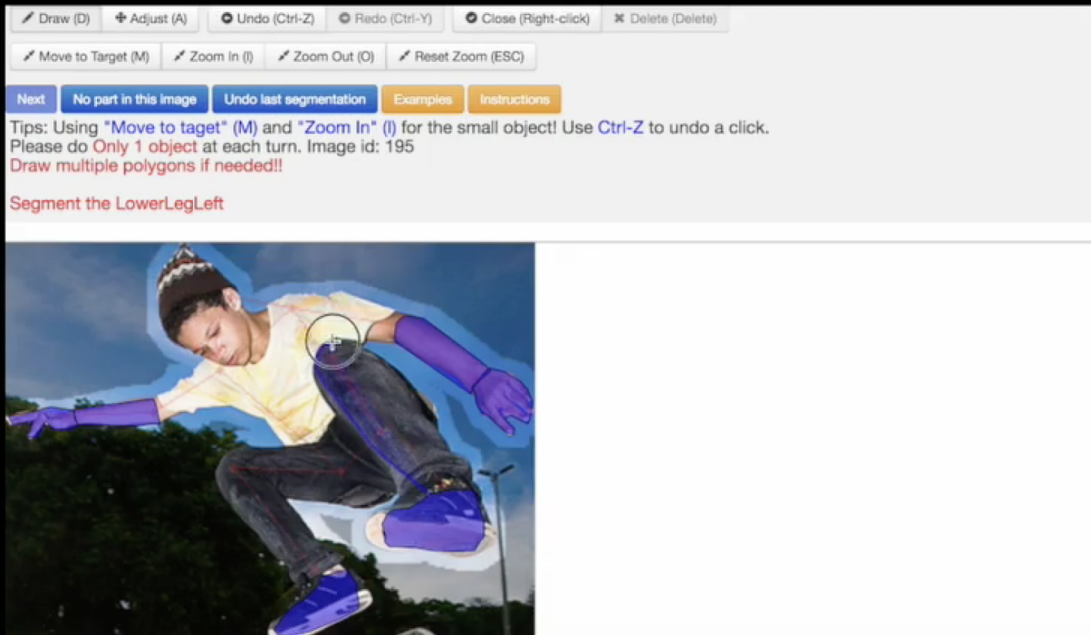 Draw (D) Adjust (A) Undo (Ctrl-Z) Redo (Ctrl-Y) Close (Right-click) Delete (Delete)
Move to Target (M) Zoom In (I) Zoom Out (O) Reset Zoom (ESC)
Next No part in this image Undo last segmentation Examples Instructions
Tips: Using "Move to taget" (M) and "Zoom In" (I) for the small object! Use Ctrl-Z to undo a click.
Please do Only 1 object at each turn. Image id: 195
Draw multiple polygons if needed!!
Segment the LowerLegLeft